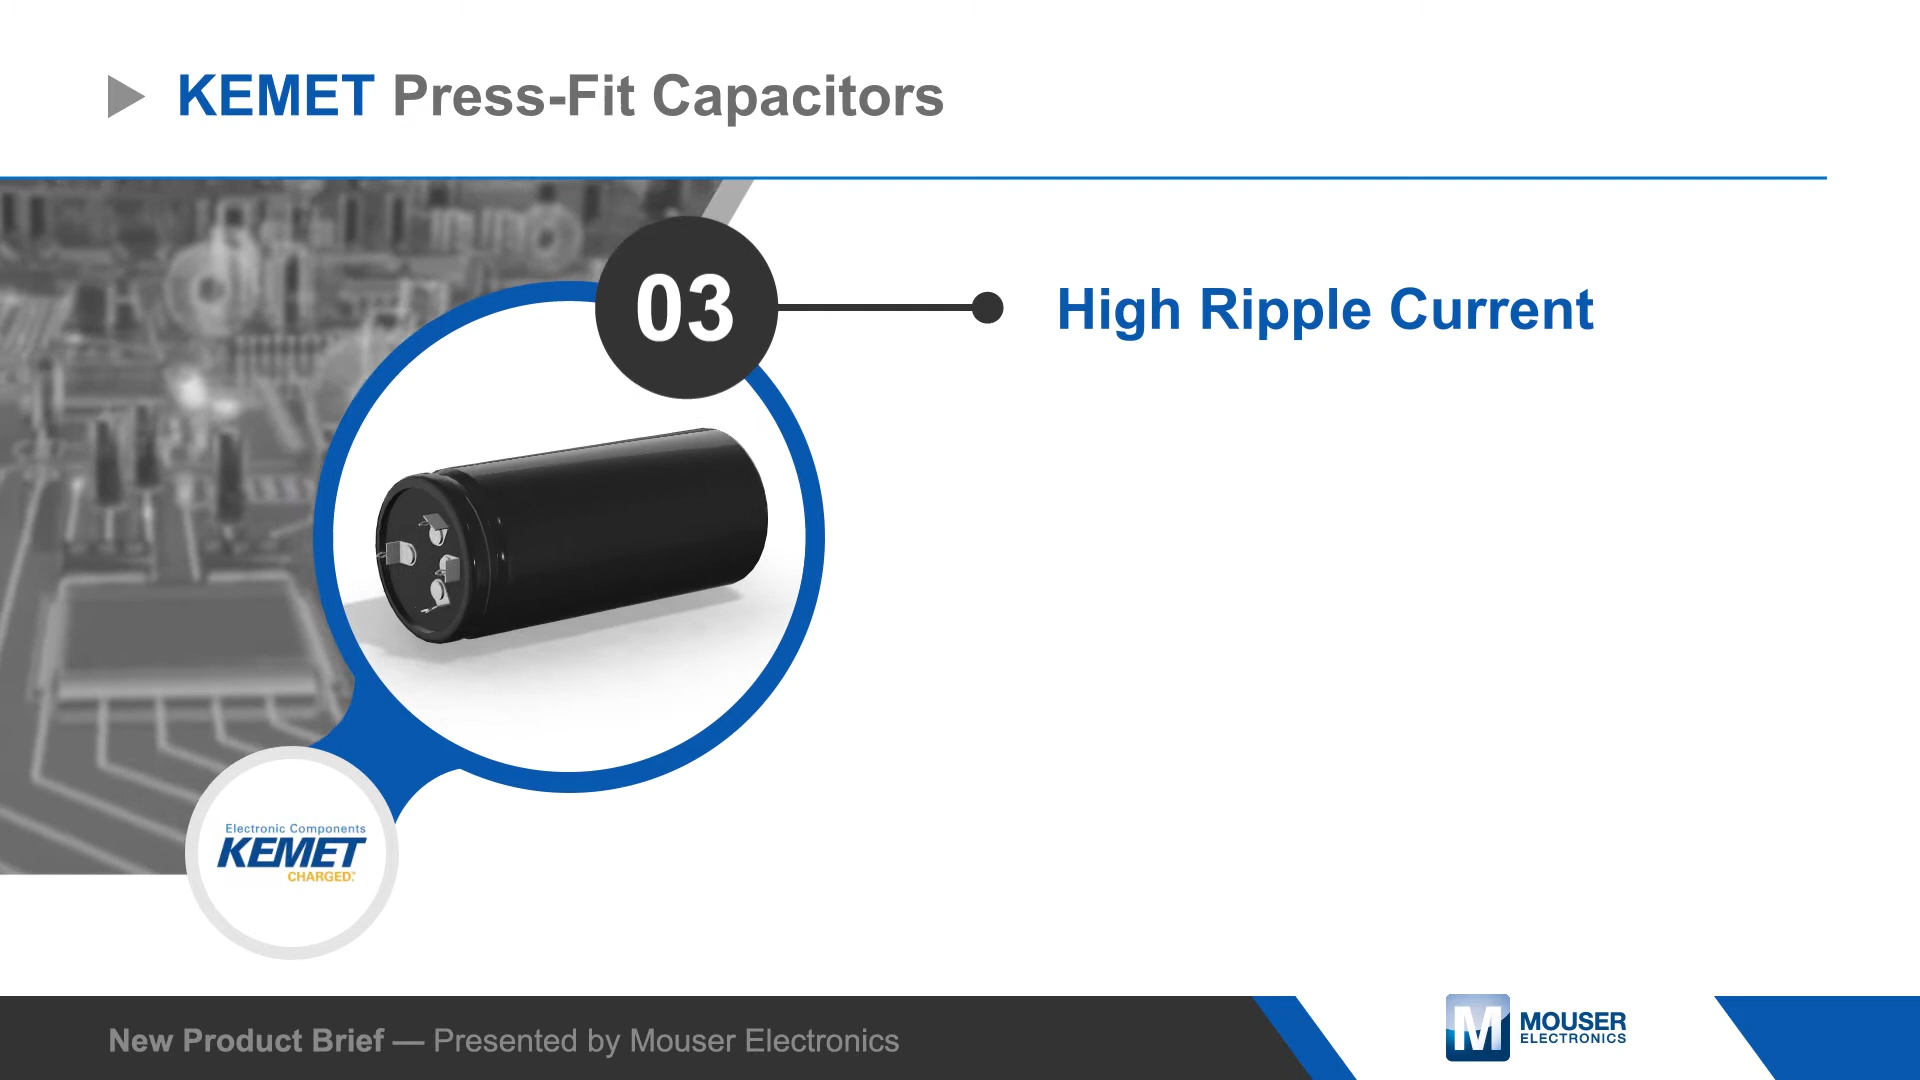 KEMET Press-Fit Capacitors
03
High Ripple Current
Electronic Components
KEMET
CHARGED.™
New Product Brief — Presented by Mouser Electronics
M
MOUSER
ELECTRONICS